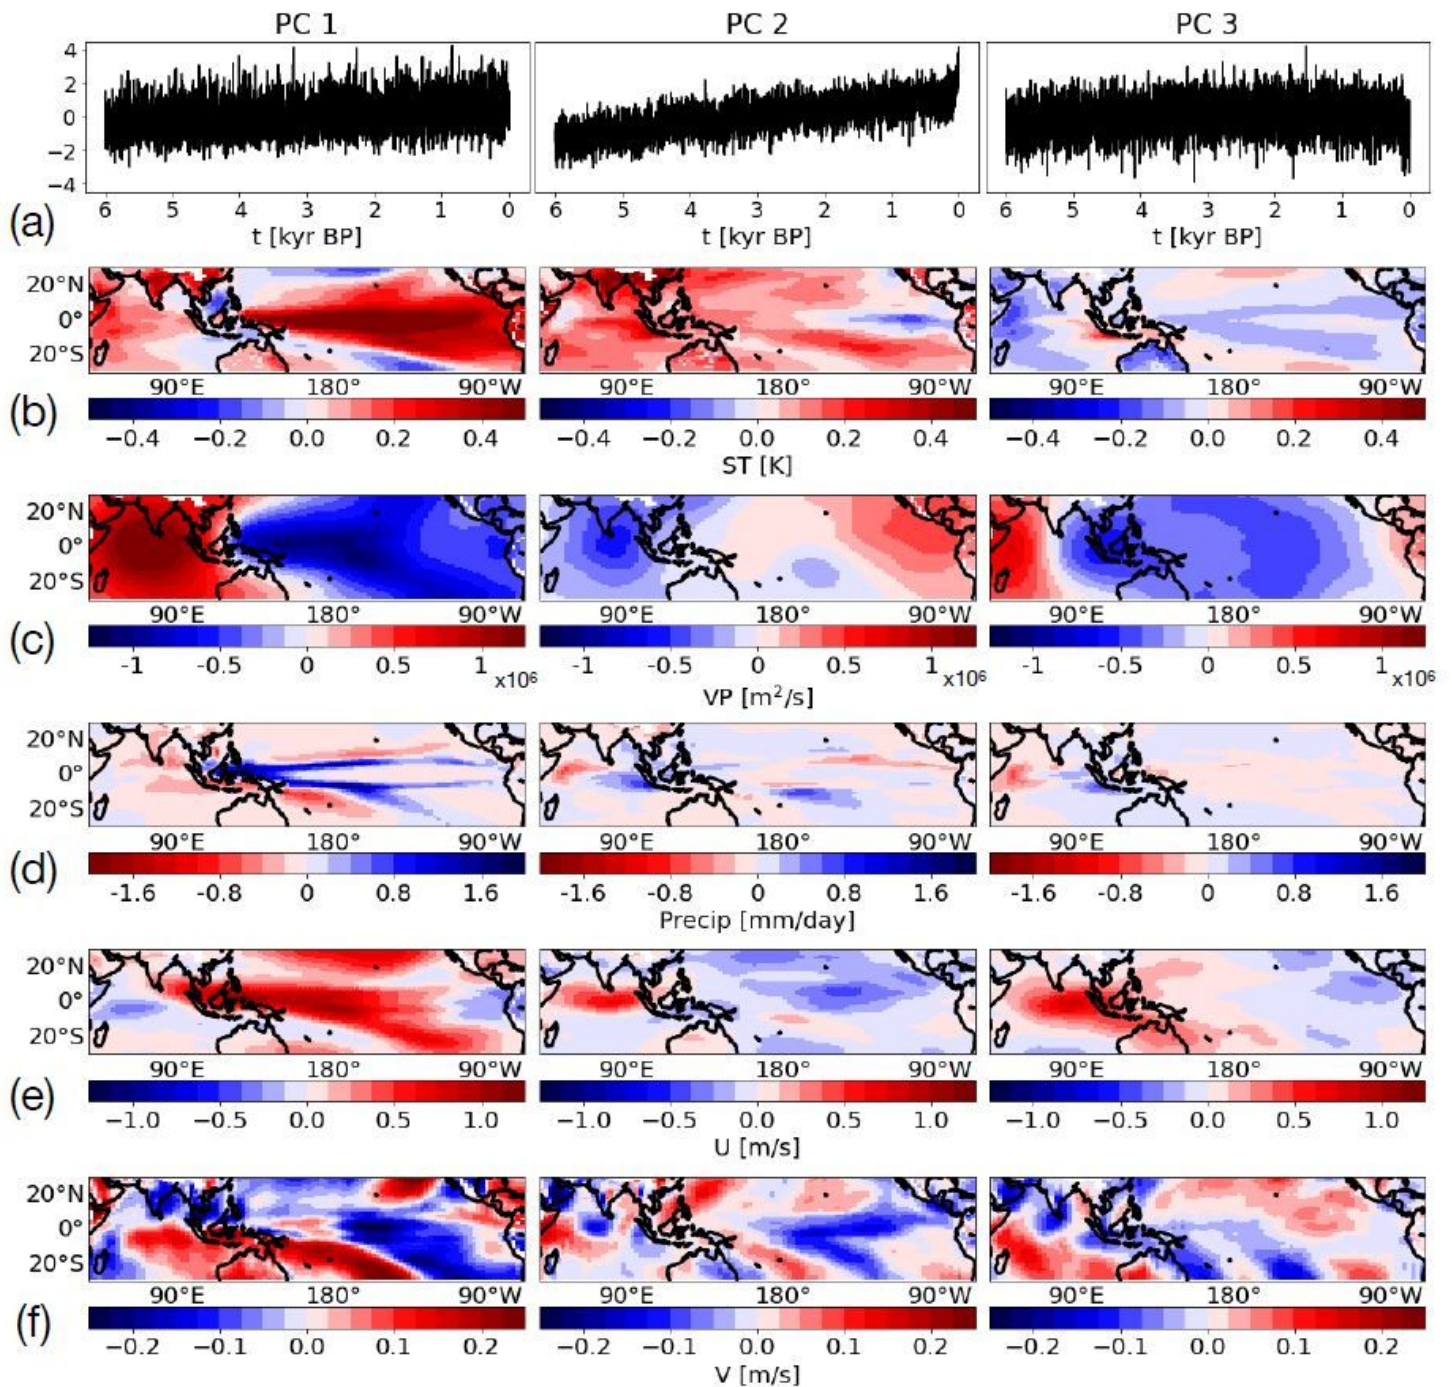 PC 1 PC 2 PC 3
4
2
0
−2
−4
6 5 4 3 2 1 0 6 5 4 3 2 1 0 6 5 4 3 2 1 0
(a) t [kyr BP] t [kyr BP] t [kyr BP]
20°N
0°
20°S
90°E 180° 90°W 90°E 180° 90°W 90°E 180° 90°W
(b)
−0.4 −0.2 0.0 0.2 0.4 −0.4 −0.2 0.0 0.2 0.4 −0.4 −0.2 0.0 0.2 0.4
ST [K]
20°N
0°
20°S
90°E 180° 90°W 90°E 180° 90°W 90°E 180° 90°W
(c)
-1 -0.5 0 0.5 1 -1 -0.5 0 0.5 1 -1 -0.5 0 0.5 1
x10⁶ x10⁶ x10⁶
VP [m²/s]
20°N
0°
20°S
90°E 180° 90°W 90°E 180° 90°W 90°E 180° 90°W
(d)
-1.6 -0.8 0 0.8 1.6 -1.6 -0.8 0 0.8 1.6 -1.6 -0.8 0 0.8 1.6
Precip [mm/day]
20°N
0°
20°S
90°E 180° 90°W 90°E 180° 90°W 90°E 180° 90°W
(e)
−1.0 −0.5 0.0 0.5 1.0 −1.0 −0.5 0.0 0.5 1.0 −1.0 −0.5 0.0 0.5 1.0
U [m/s]
20°N
0°
20°S
90°E 180° 90°W 90°E 180° 90°W 90°E 180° 90°W
(f)
−0.2 −0.1 0.0 0.1 0.2 −0.2 −0.1 0.0 0.1 0.2 −0.2 −0.1 0.0 0.1 0.2
V [m/s]